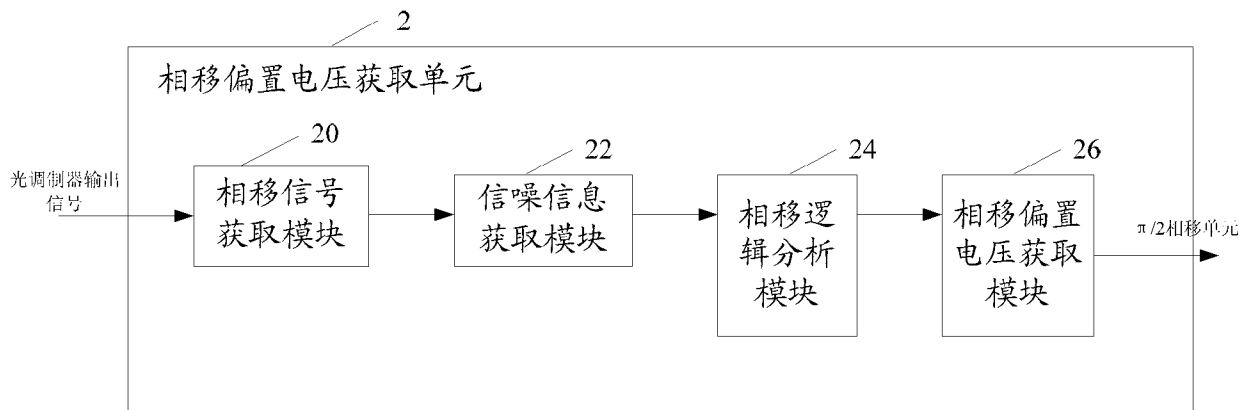 2
相移偏置电压获取单元
20
22
24
26
光调制器输出
信号
相移信号
获取模块
信噪信息
获取模块
相移逻
辑分析
模块
相移偏置
电压获取
模块
π/2相移单元